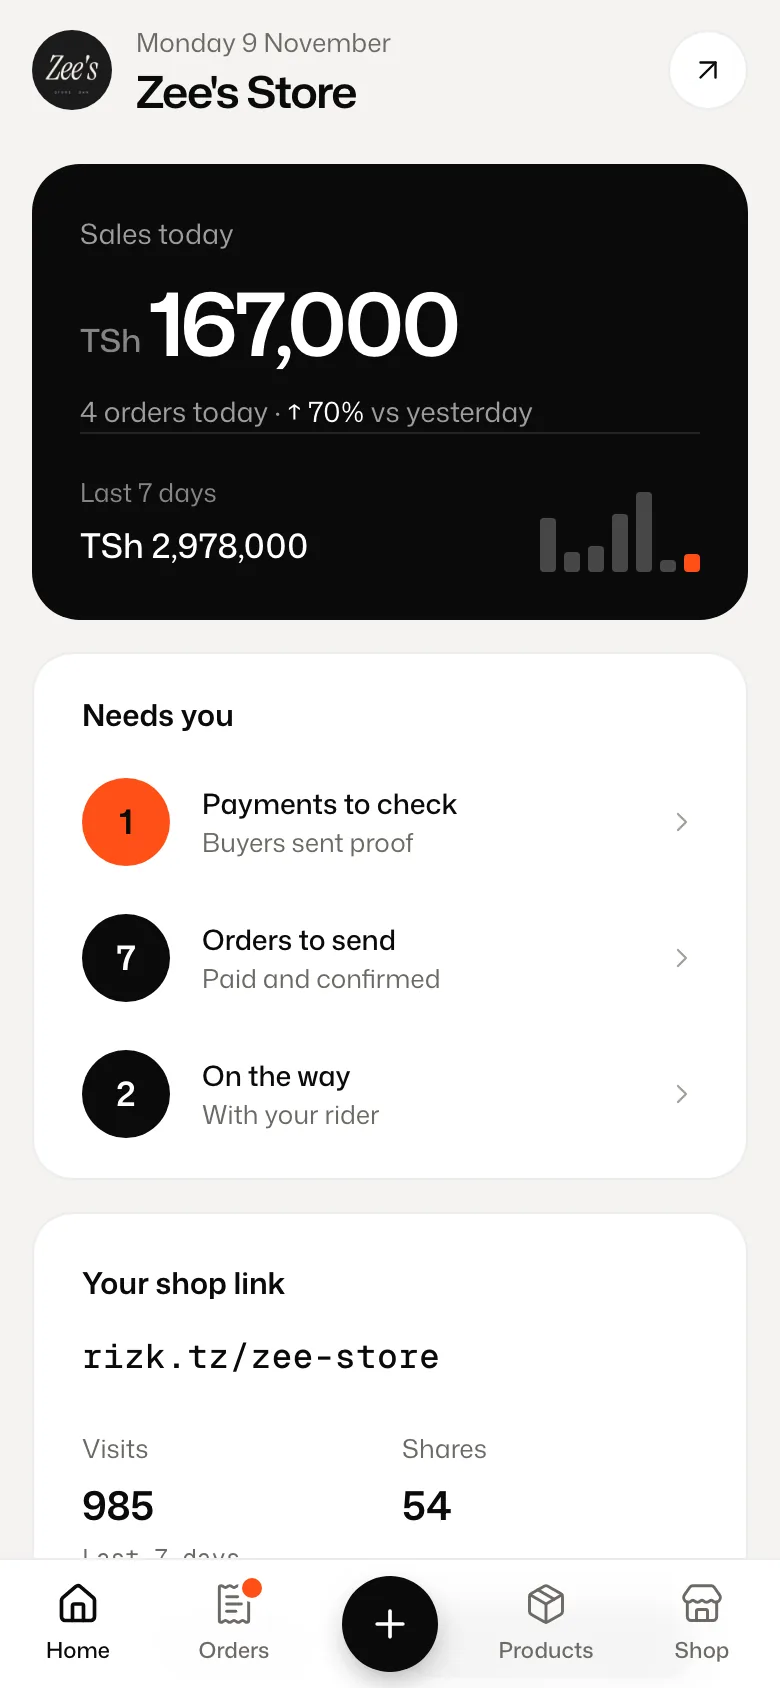 Zee's
Monday 9 November
Zee's Store
Sales today
TSh 167,000
4 orders today · ↑ 70% vs yesterday
Last 7 days
TSh 2,978,000
Needs you
1
Payments to check
Buyers sent proof
7
Orders to send
Paid and confirmed
2
On the way
With your rider
Your shop link
rizk.tz/zee-store
Visits
Shares
985
54
Last 7 days
Home
Orders
Products
Shop